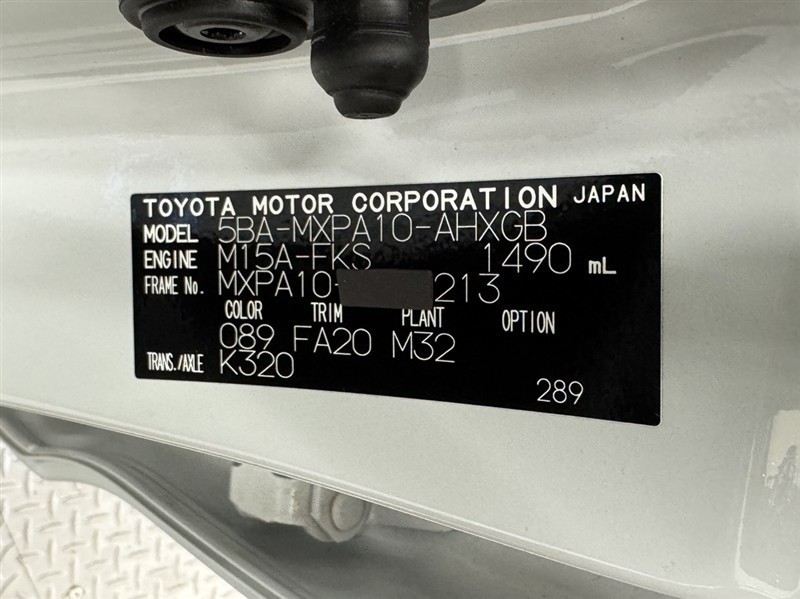 TOYOTA MOTOR CORPORATION JAPAN
MODEL 5BA-MXPA10-AHXGB
ENGINE M15A-FKS 1490 mL
FRAME No. MXPA10- 213
COLOR TRIM PLANT OPTION
089 FA20 M32
TRANS./AXLE K320
289